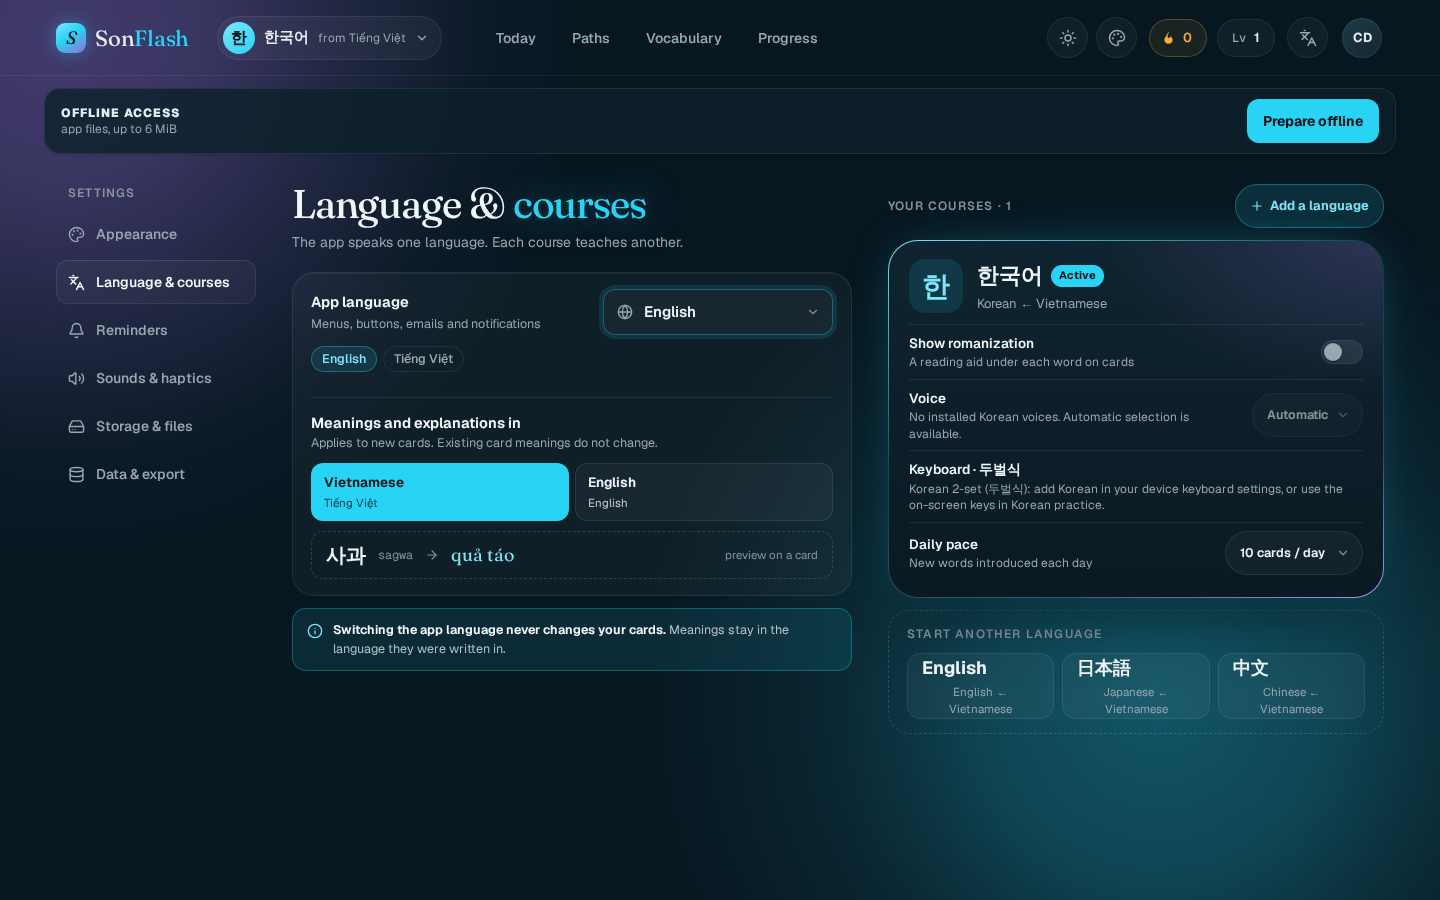 S SonFlash
한 한국어 from Tiếng Việt
Today
Paths
Vocabulary
Progress
0
Lv 1
CD
OFFLINE ACCESS
app files, up to 6 MiB
Prepare offline
SETTINGS
Appearance
Language & courses
Reminders
Sounds & haptics
Storage & files
Data & export
Language & courses
The app speaks one language. Each course teaches another.
App language
Menus, buttons, emails and notifications
English
English
Tiếng Việt
Meanings and explanations in
Applies to new cards. Existing card meanings do not change.
Vietnamese
Tiếng Việt
English
English
사과 sagwa → quả táo
preview on a card
Switching the app language never changes your cards. Meanings stay in the
language they were written in.
YOUR COURSES · 1
+ Add a language
한
한국어 Active
Korean ← Vietnamese
Show romanization
A reading aid under each word on cards
Voice
No installed Korean voices. Automatic selection is
available.
Automatic
Keyboard · 두벌식
Korean 2-set (두벌식): add Korean in your device keyboard settings, or use the
on-screen keys in Korean practice.
Daily pace
New words introduced each day
10 cards / day
START ANOTHER LANGUAGE
English
English ←
Vietnamese
日本語
Japanese ←
Vietnamese
中文
Chinese ←
Vietnamese